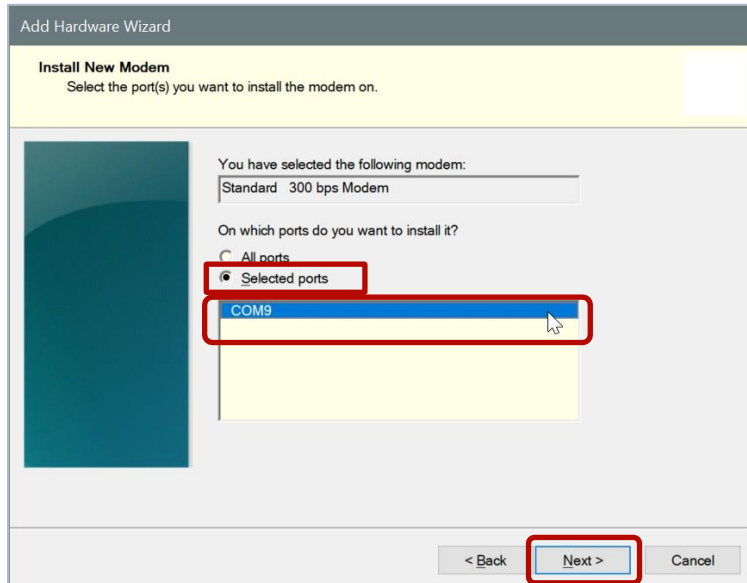 Add Hardware Wizard
Install New Modem
Select the port(s) you want to install the modem on.
You have selected the following modem:
Standard 300 bps Modem
On which ports do you want to install it?
All ports
Selected ports
COM9
< Back Next > Cancel